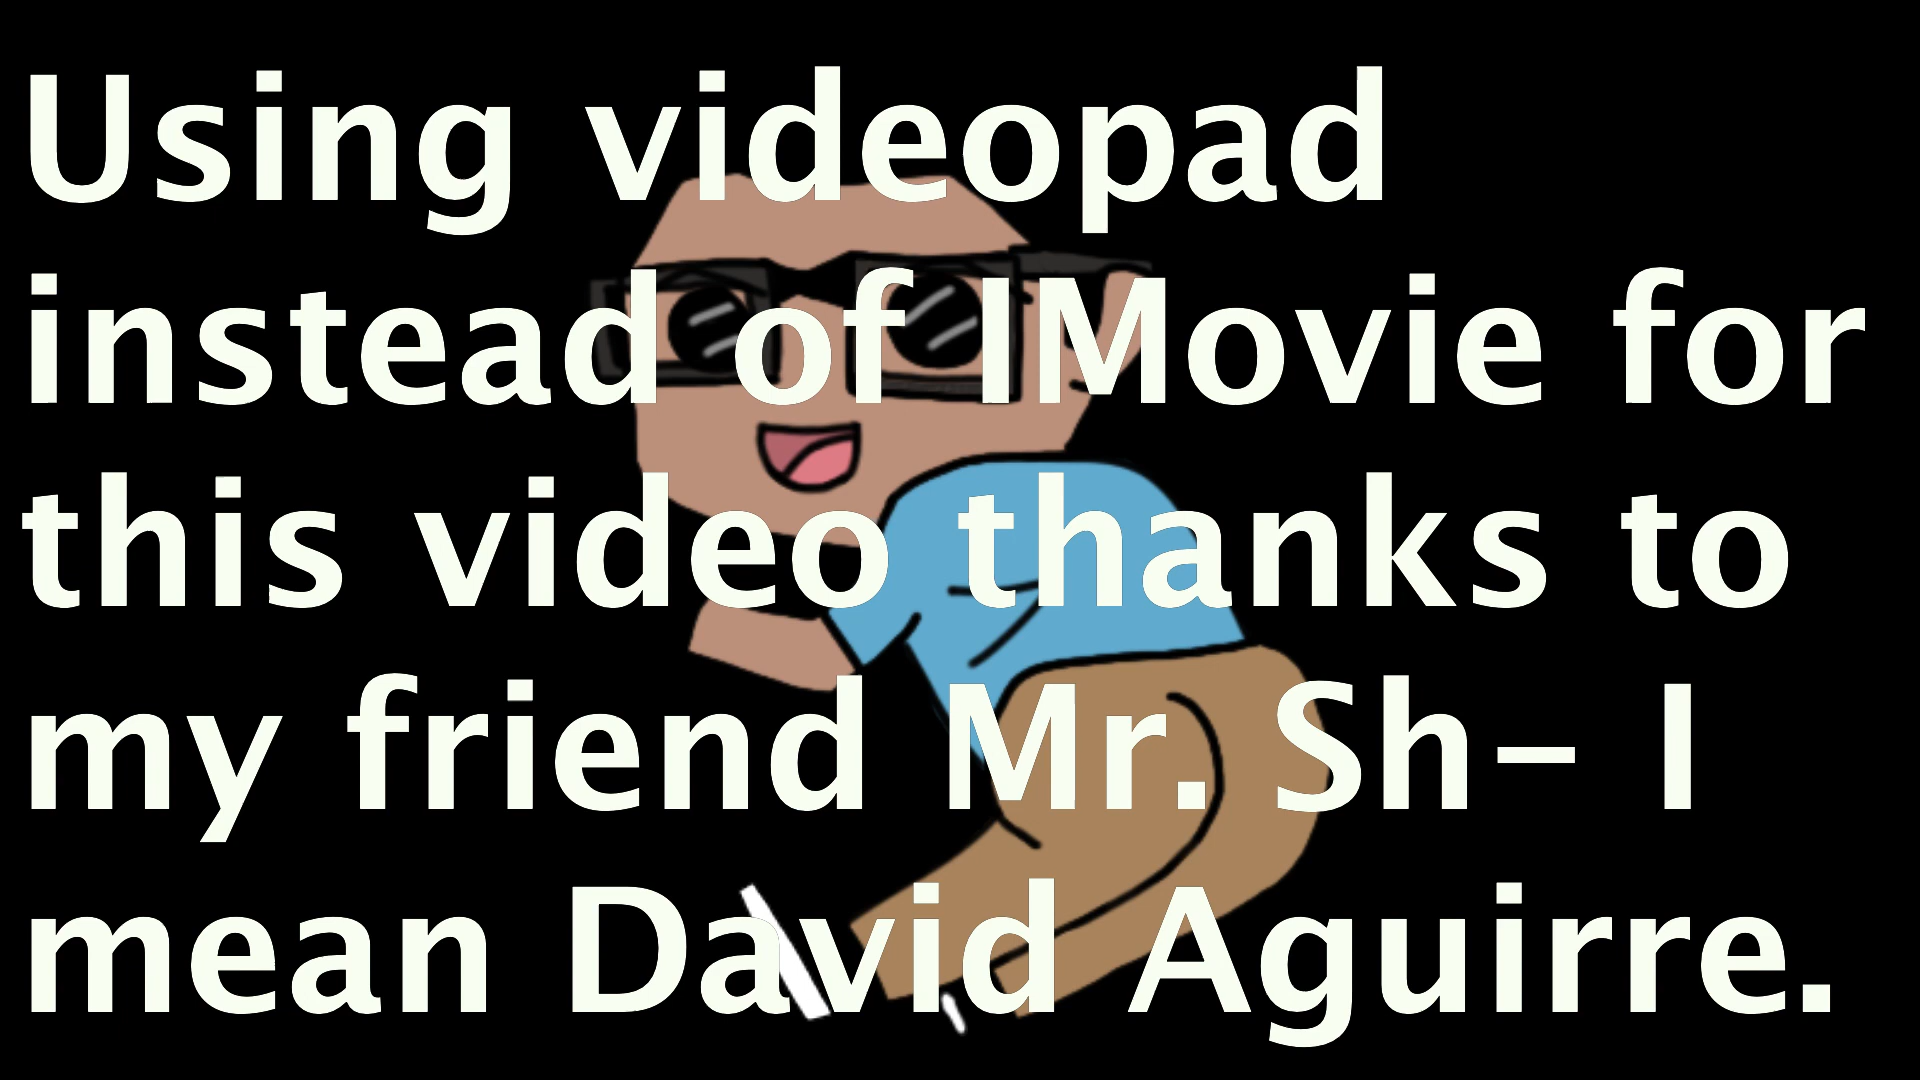 Using videopad
instead of IMovie for
this video thanks to
my friend Mr. Sh- I
mean David Aguirre.